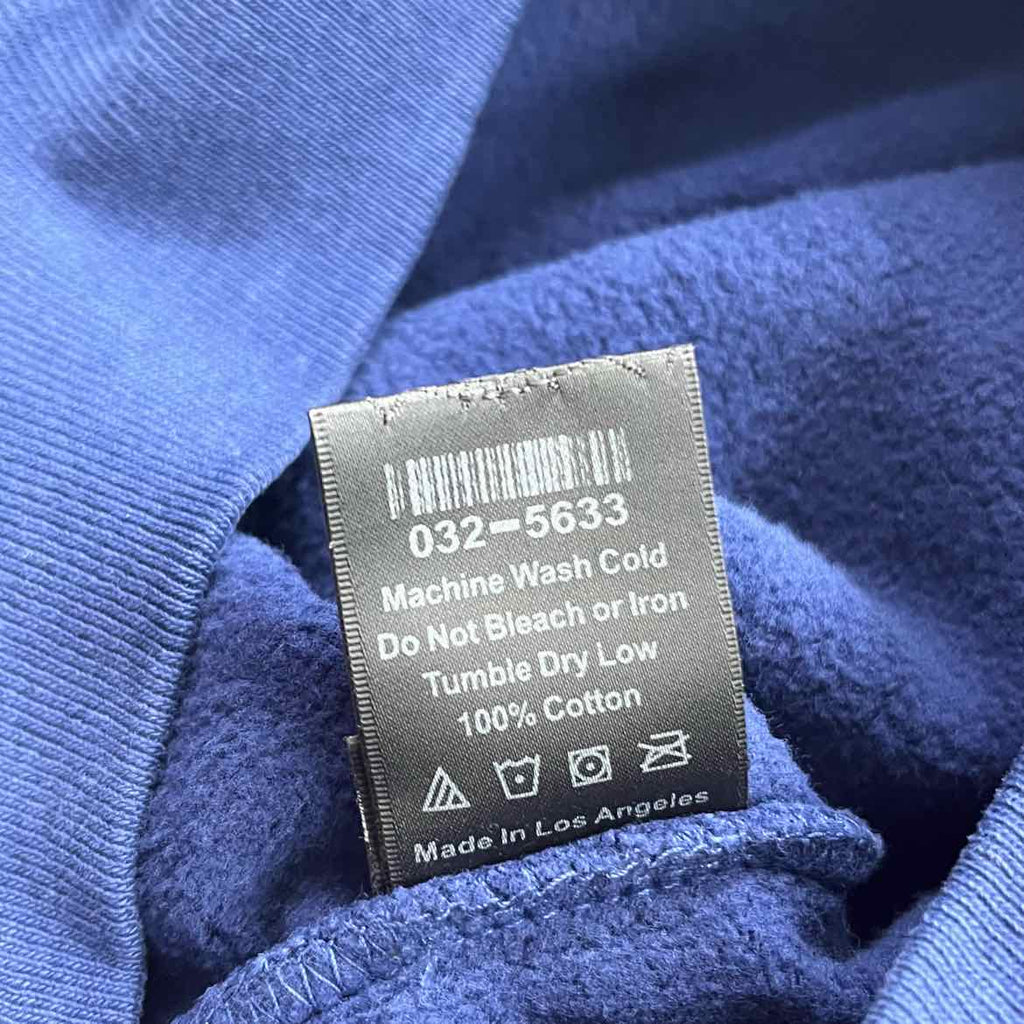 032-5633
Machine Wash Cold
Do Not Bleach or Iron
Tumble Dry Low
100% Cotton
Made In Los Angeles